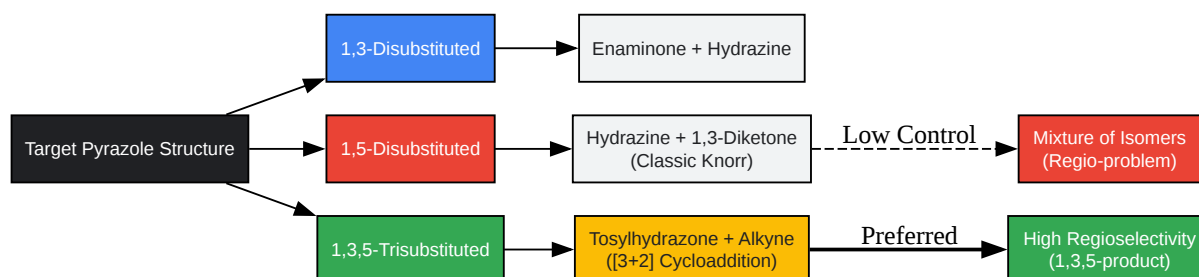 1,3-Disubstituted
Enaminone + Hydrazine
Target Pyrazole Structure
1,5-Disubstituted
Hydrazine + 1,3-Diketone
(Classic Knorr)
Low Control
Mixture of Isomers
(Regio-problem)
1,3,5-Trisubstituted
Tosylhydrazone + Alkyne
([3+2] Cycloaddition)
Preferred
High Regioselectivity
(1,3,5-product)